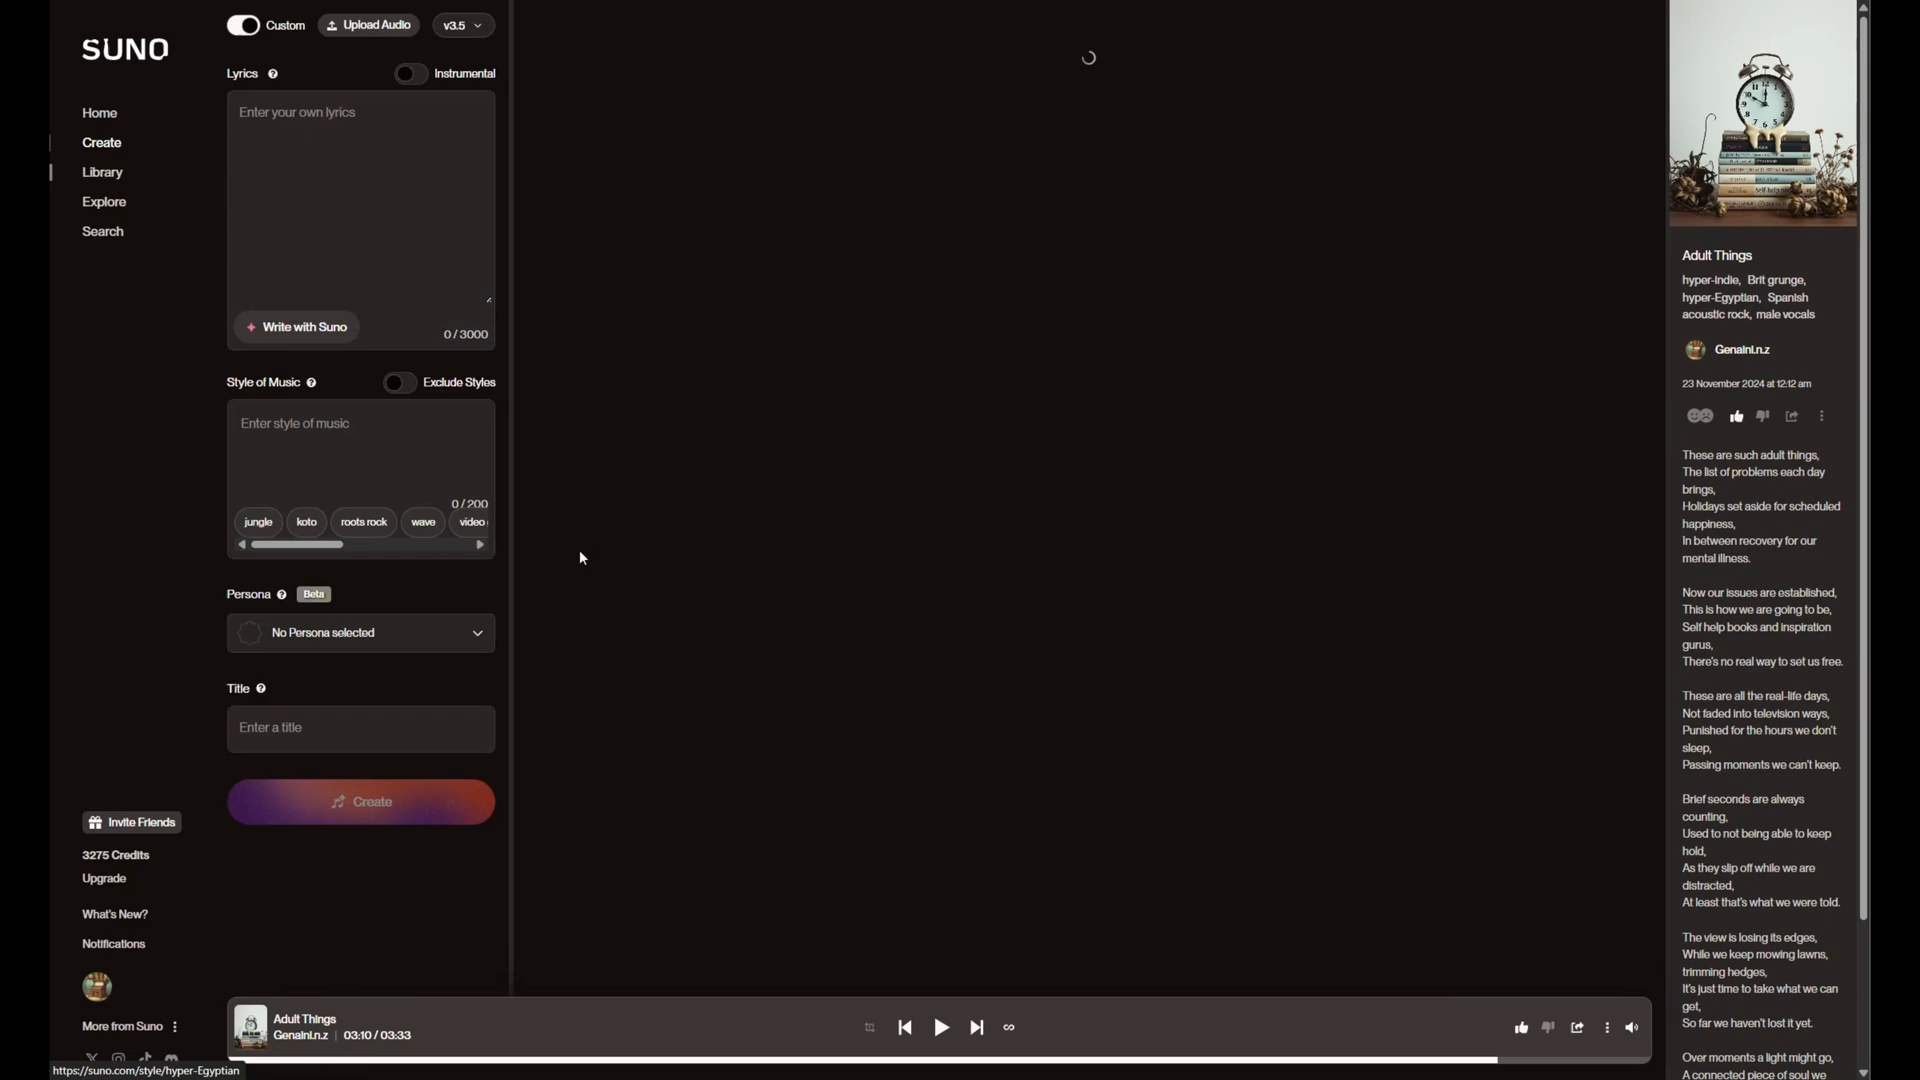 SUNO
Home
Create
Library
Explore
Search
Invite Friends
3275 Credits
Upgrade
What's New?
Notifications
More from Suno
Custom
Upload Audio
v3.5
Lyrics
Instrumental
Enter your own lyrics
Write with Suno
0 / 3000
Style of Music
Exclude Styles
Enter style of music
0 / 200
jungle
koto
roots rock
wave
video
Persona
Beta
No Persona selected
Title
Enter a title
Create
Adult Things
hyper-indie, Brit grunge,
hyper-Egyptian, Spanish
acoustic rock, male vocals
Genaini.n.z
23 November 2024 at 12:12 am
These are such adult things,
The list of problems each day
brings,
Holidays set aside for scheduled
happiness,
In between recovery for our
mental illness.
Now our issues are established,
This is how we are going to be,
Self help books and inspiration
gurus,
There's no real way to set us free.
These are all the real-life days,
Not faded into television ways,
Punished for the hours we don't
sleep,
Passing moments we can't keep.
Brief seconds are always
counting,
Used to not being able to keep
hold,
As they slip off while we are
distracted,
At least that's what we were told.
The view is losing its edges,
While we keep mowing lawns,
trimming hedges,
It's just time to take what we can
get,
So far we haven't lost it yet.
Over moments a light might go,
A connected piece of soul we
Adult Things
Genaini.n.z
03:10 / 03:33
https://suno.com/style/hyper-Egyptian